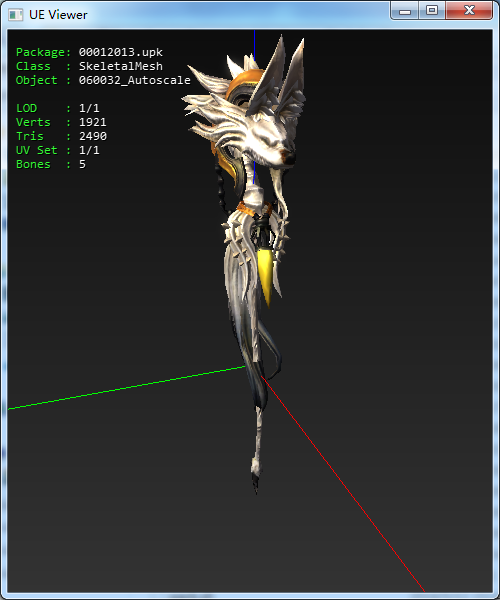 UE Viewer
Package: 00012013.upk
Class : SkeletalMesh
Object : 060032_Autoscale
LOD : 1/1
Verts : 1921
Tris : 2490
UV Set : 1/1
Bones : 5